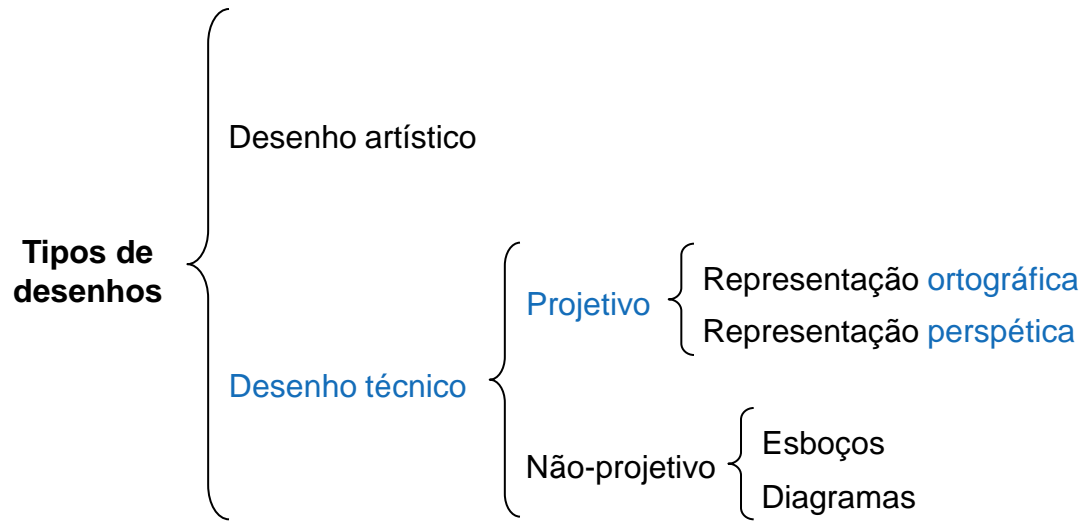 Tipos de
desenhos
Desenho artístico
Desenho técnico
Projetivo
Representação ortográfica
Representação perspética
Não-projetivo
Esboços
Diagramas